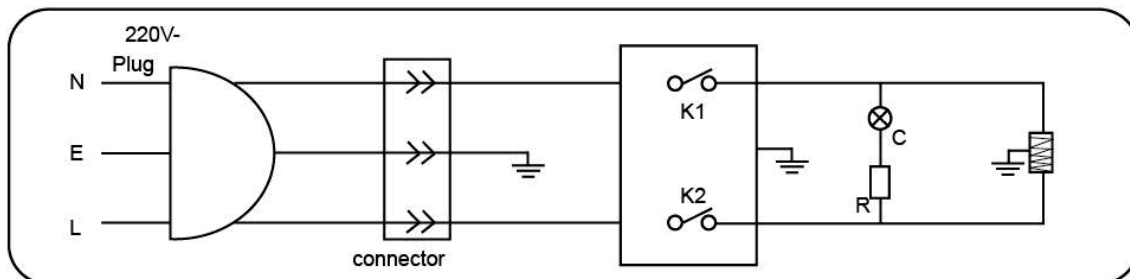 220V-
Plug
N
E
L
connector
K1
K2
C
R